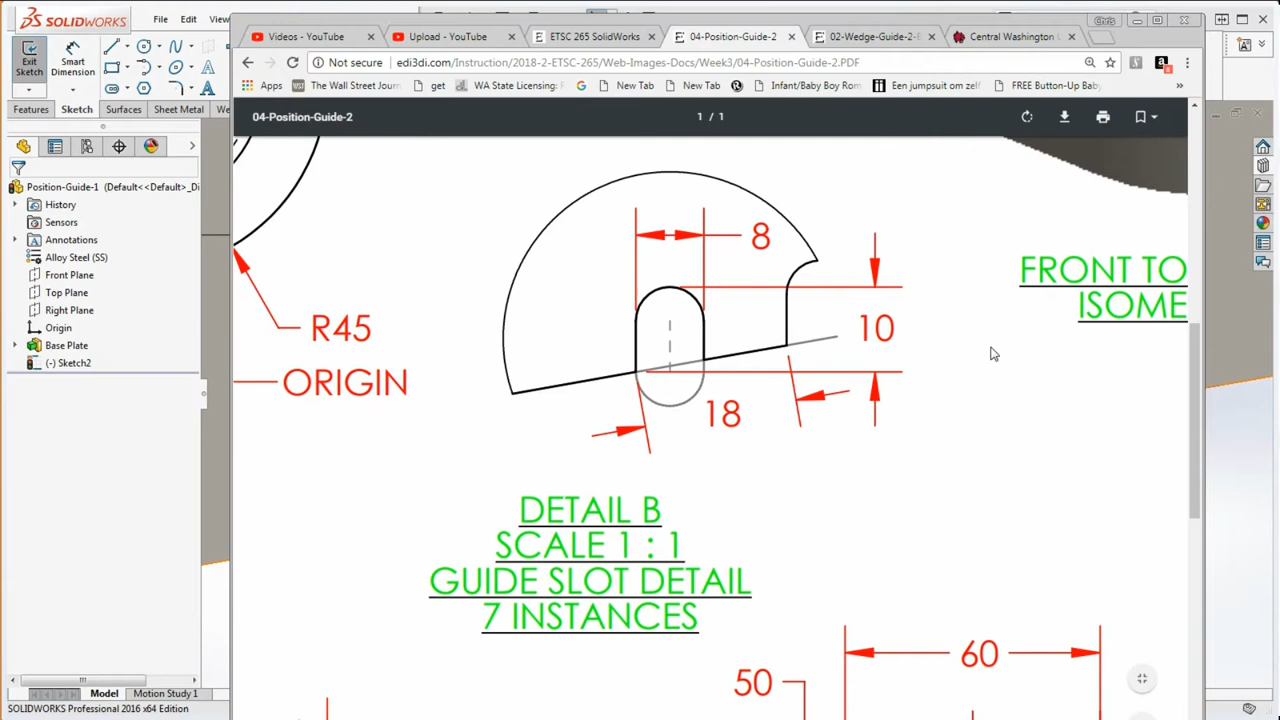 SOLIDWORKS
File Edit View
Chris
Exit Sketch
Smart Dimension
Features Sketch Surfaces Sheet Metal
Position-Guide-1 (Default<<Default>_Di
History
Sensors
Annotations
Alloy Steel (SS)
Front Plane
Top Plane
Right Plane
Origin
Base Plate
(-) Sketch2
Model Motion Study 1
SOLIDWORKS Professional 2016 x64 Edition
Videos - YouTube
Upload - YouTube
ETSC 265 SolidWorks
04-Position-Guide-2
02-Wedge-Guide-2-E
Central Washington
Not secure edi3di.com/Instruction/2018-2-ETSC-265/Web-Images-Docs/Week3/04-Position-Guide-2.PDF
Apps The Wall Street Journ get WA State Licensing: New Tab New Tab Infant/Baby Boy Rom Een jumpsuit om zelf FREE Button-Up Baby
04-Position-Guide-2 1 / 1
8
FRONT TO
ISOME
10
R45
ORIGIN
18
DETAIL B
SCALE 1 : 1
GUIDE SLOT DETAIL
7 INSTANCES
60
50